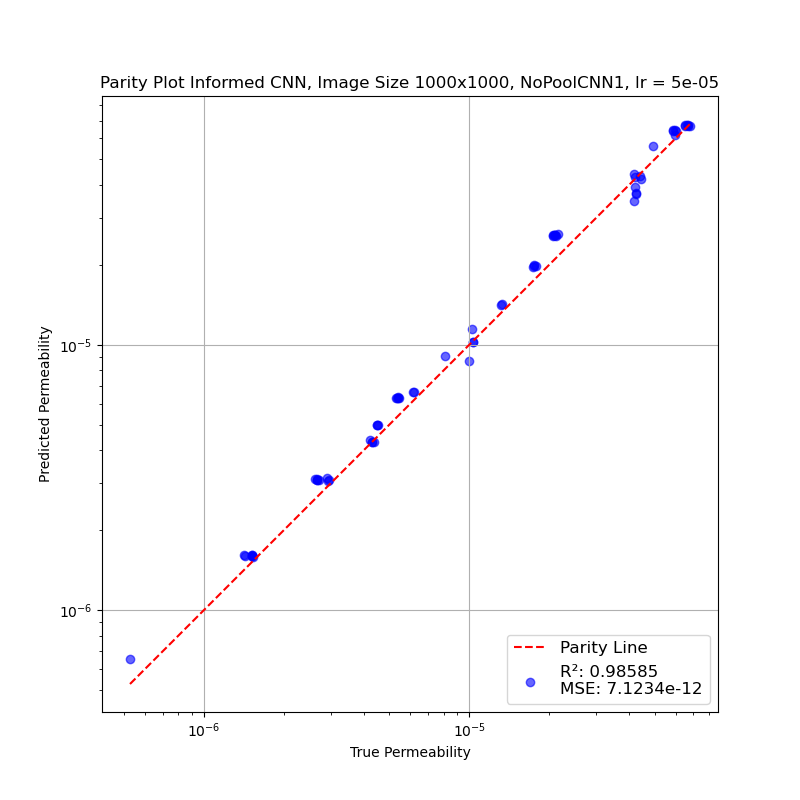 Parity Plot Informed CNN, Image Size 1000x1000, NoPoolCNN1, lr = 5e-05
Predicted Permeability
10⁻⁵
10⁻⁶
Parity Line
R²: 0.98585
MSE: 7.1234e-12
10⁻⁶
10⁻⁵
True Permeability